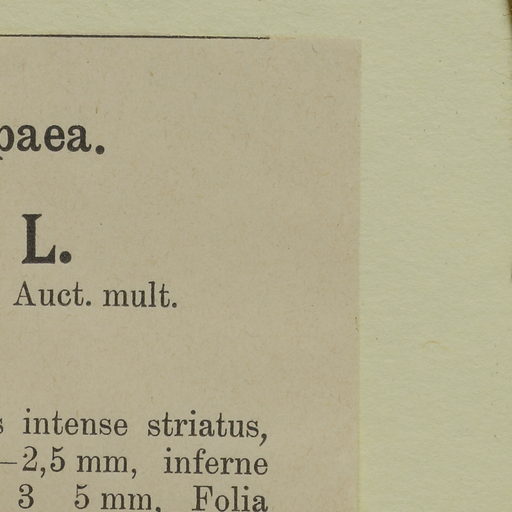 paea.
L.
Auct. mult.
s intense striatus,
–2,5 mm, inferne
3 5 mm, Folia